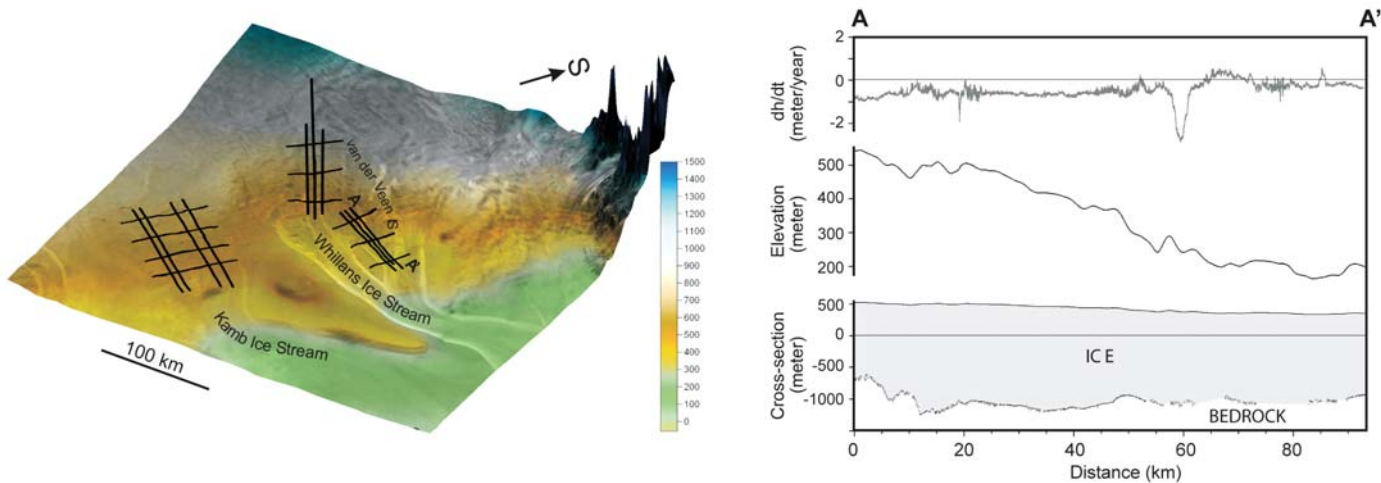 S
van der Veen IS
A
A'
Whillans Ice Stream
Kamb Ice Stream
100 km
1500
1400
1300
1200
1100
1000
900
800
700
600
500
400
300
200
100
0
A
A'
2
0
-2
dh/dt
(meter/year)
500
400
300
200
Elevation
(meter)
500
0
-500
-1000
Cross-section
(meter)
IC E
BEDROCK
0
20
40
60
80
Distance (km)